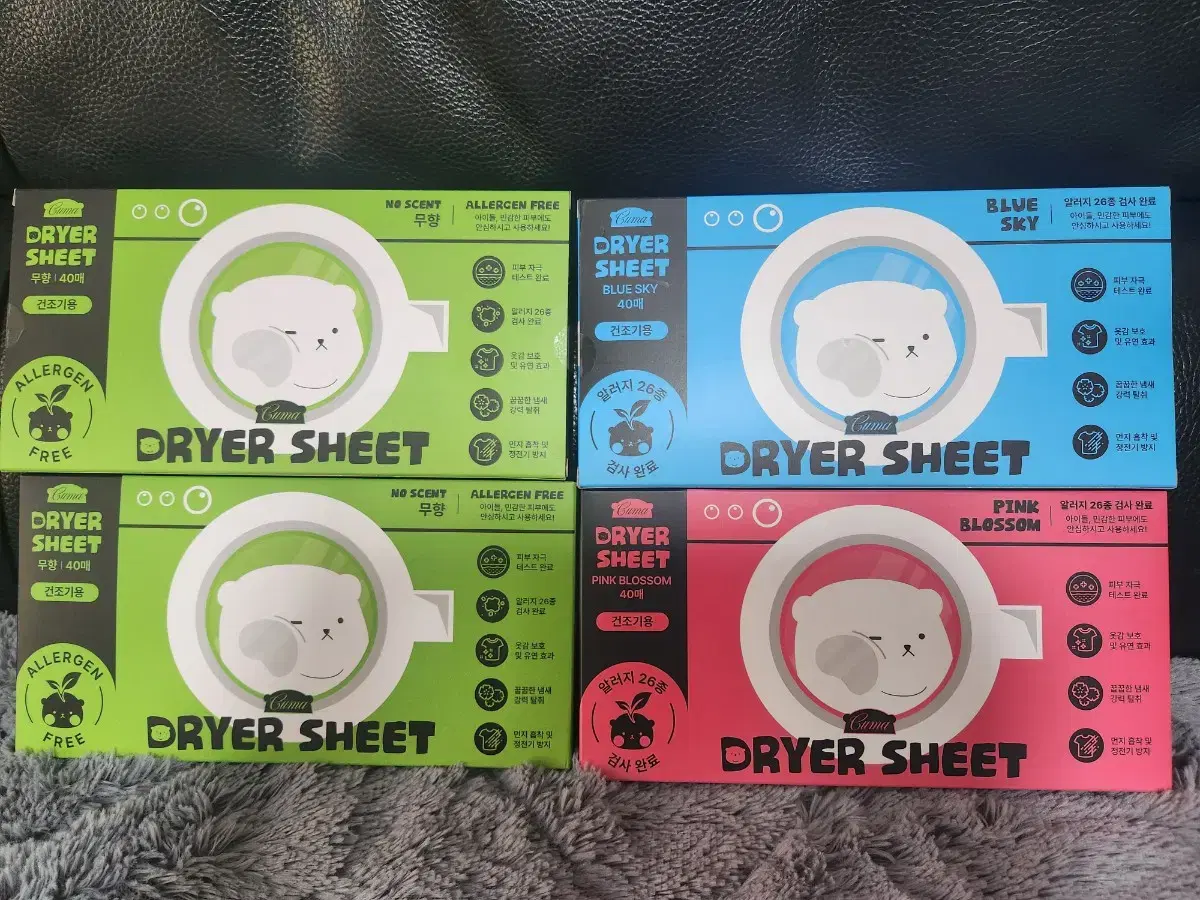 Cuma
DRYER
SHEET
무향 | 40매
건조기용
ALLERGEN
FREE
NO SCENT
무향
ALLERGEN FREE
아이들, 민감한 피부에도
안심하시고 사용하세요!
피부 자극
테스트 완료
알러지 26종
검사 완료
옷감 보호
및 유연 효과
꿉꿉한 냄새
강력 탈취
먼지 흡착 및
정전기 방지
Cuma
DRYER SHEET
Cuma
DRYER
SHEET
BLUE SKY
40매
건조기용
알러지 26종
검사 완료
BLUE
SKY
알러지 26종 검사 완료
아이들, 민감한 피부에도
안심하시고 사용하세요!
피부 자극
테스트 완료
알러지 26종
검사 완료
옷감 보호
및 유연 효과
꿉꿉한 냄새
강력 탈취
먼지 흡착 및
정전기 방지
Cuma
DRYER SHEET
Cuma
DRYER
SHEET
무향 | 40매
건조기용
ALLERGEN
FREE
NO SCENT
무향
ALLERGEN FREE
아이들, 민감한 피부에도
안심하시고 사용하세요!
피부 자극
테스트 완료
알러지 26종
검사 완료
옷감 보호
및 유연 효과
꿉꿉한 냄새
강력 탈취
먼지 흡착 및
정전기 방지
Cuma
DRYER SHEET
Cuma
DRYER
SHEET
PINK BLOSSOM
40매
건조기용
알러지 26종
검사 완료
PINK
BLOSSOM
알러지 26종 검사 완료
아이들, 민감한 피부에도
안심하시고 사용하세요!
피부 자극
테스트 완료
옷감 보호
및 유연 효과
꿉꿉한 냄새
강력 탈취
먼지 흡착 및
정전기 방지
Cuma
DRYER SHEET